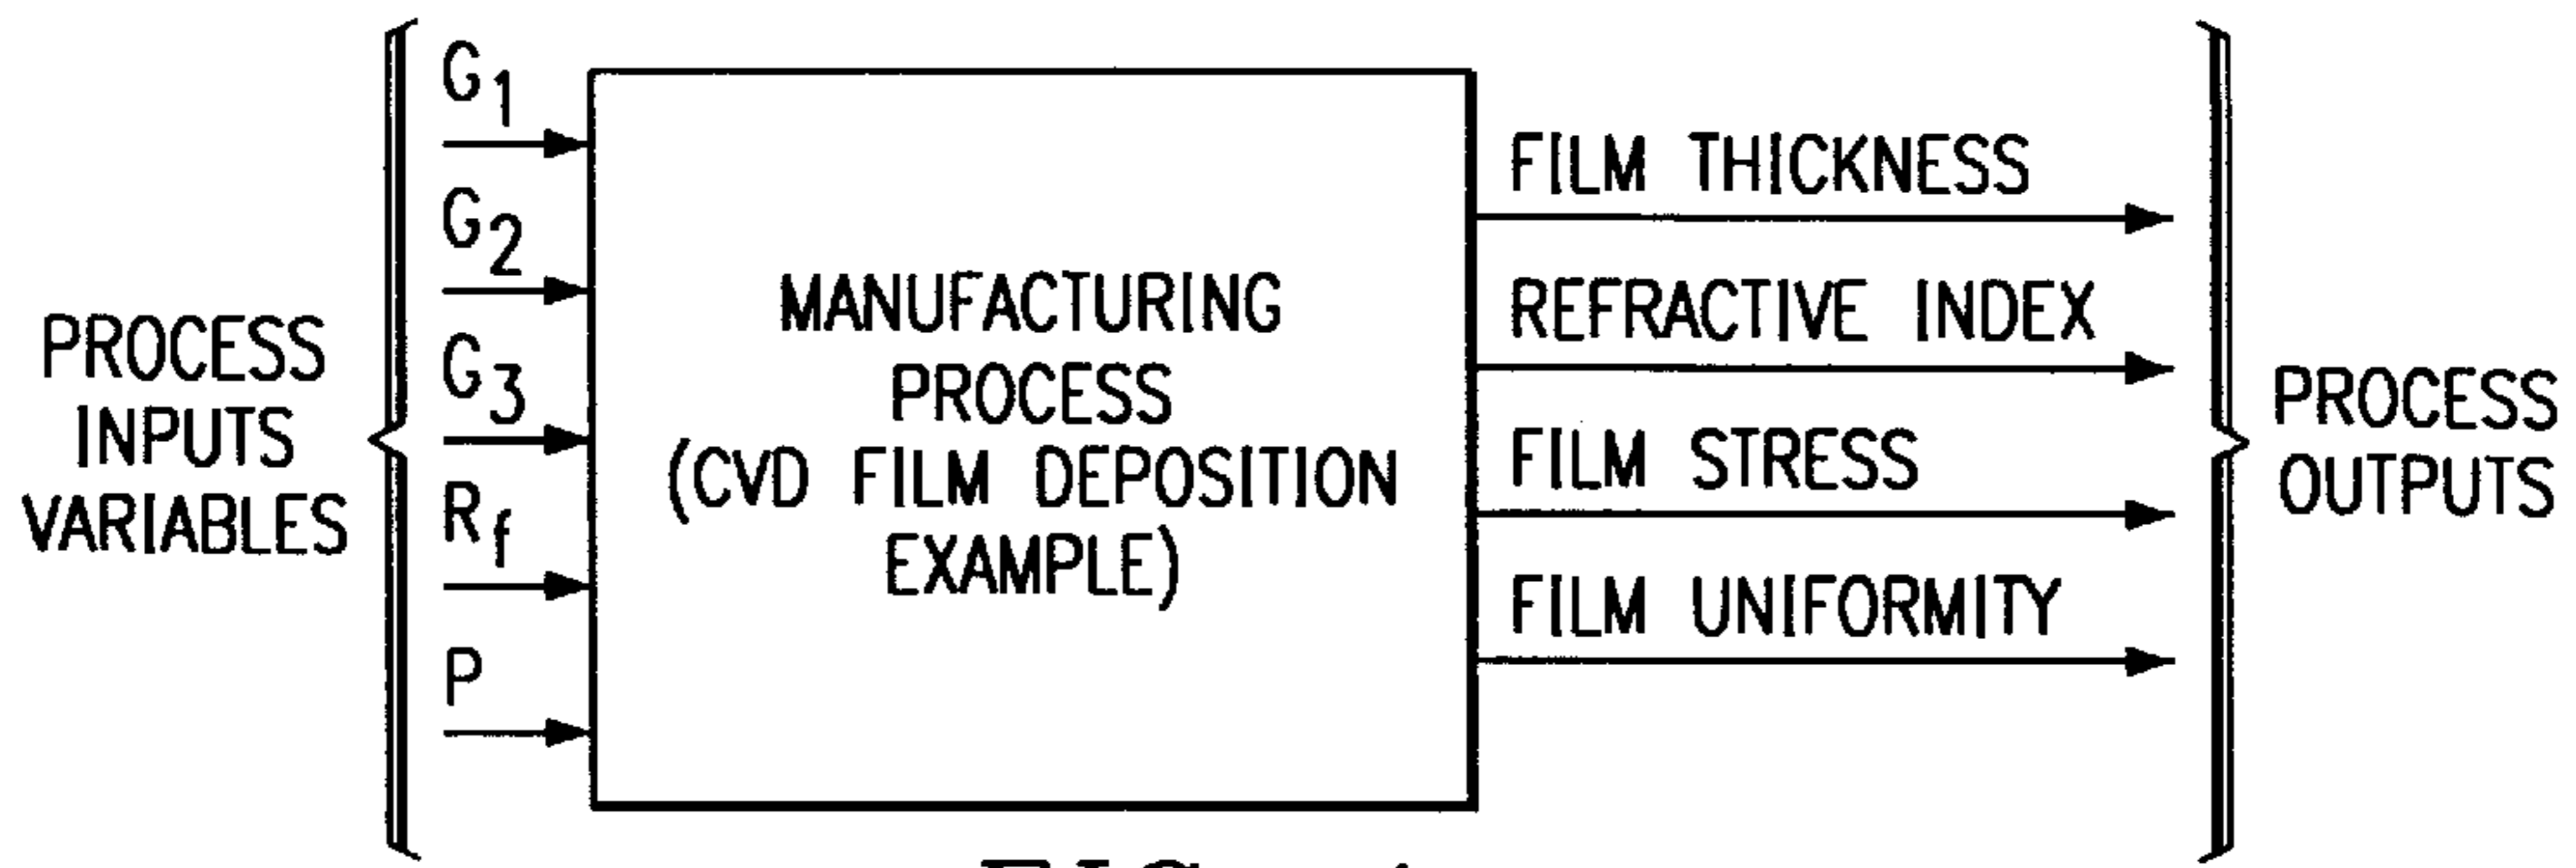 PROCESS
INPUTS
VARIABLES
G1
G2
G3
Rf
P
MANUFACTURING
PROCESS
(CVD FILM DEPOSITION
EXAMPLE)
FILM THICKNESS
REFRACTIVE INDEX
FILM STRESS
FILM UNIFORMITY
PROCESS
OUTPUTS